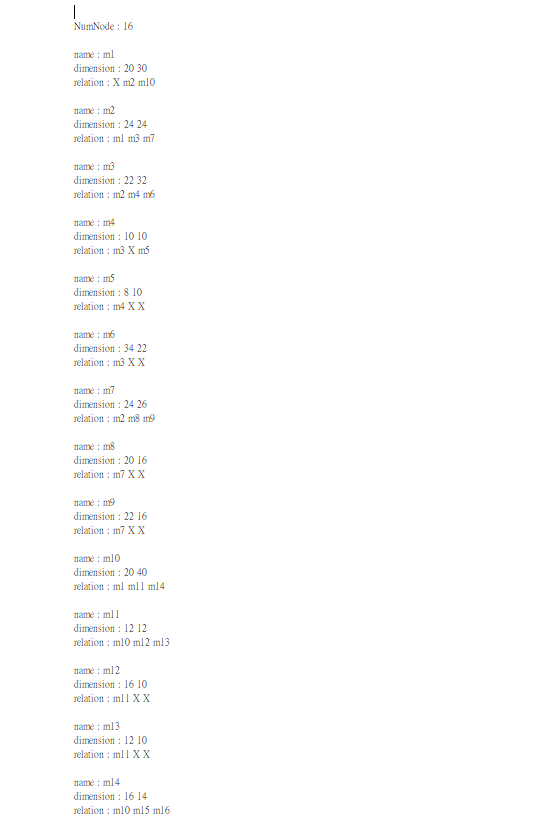 NumNode : 16
name : m1
dimension : 20 30
relation : X m2 m10
name : m2
dimension : 24 24
relation : m1 m3 m7
name : m3
dimension : 22 32
relation : m2 m4 m6
name : m4
dimension : 10 10
relation : m3 X m5
name : m5
dimension : 8 10
relation : m4 X X
name : m6
dimension : 34 22
relation : m3 X X
name : m7
dimension : 24 26
relation : m2 m8 m9
name : m8
dimension : 20 16
relation : m7 X X
name : m9
dimension : 22 16
relation : m7 X X
name : m10
dimension : 20 40
relation : m1 m11 m14
name : m11
dimension : 12 12
relation : m10 m12 m13
name : m12
dimension : 16 10
relation : m11 X X
name : m13
dimension : 12 10
relation : m11 X X
name : m14
dimension : 16 14
relation : m10 m15 m16